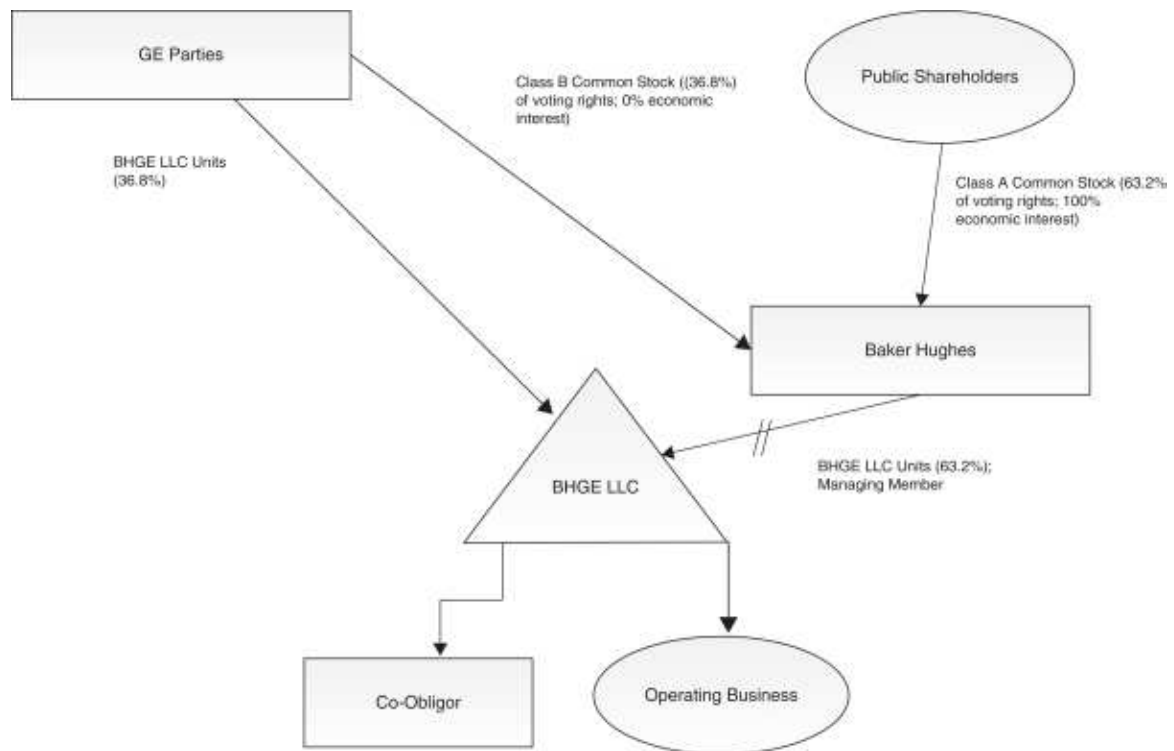 GE Parties
Class B Common Stock ((36.8%)
of voting rights; 0% economic
interest)
Public Shareholders
BHGE LLC Units
(36.8%)
Class A Common Stock (63.2%
of voting rights; 100%
economic interest)
Baker Hughes
BHGE LLC Units (63.2%);
Managing Member
BHGE LLC
Co-Obligor
Operating Business